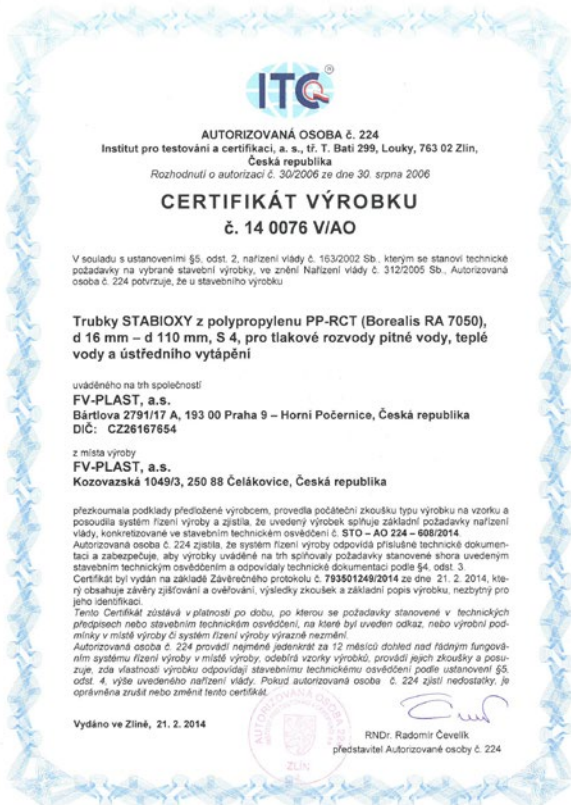 ITC®
AUTORIZOVANÁ OSOBA č. 224
Institut pro testování a certifikaci, a. s., tř. T. Bati 299, Louky, 763 02 Zlín,
Česká republika
Rozhodnutí o autorizaci č. 30/2006 ze dne 30. srpna 2006
CERTIFIKÁT VÝROBKU
č. 14 0076 V/AO
V souladu s ustanoveními §5, odst. 2, nařízení vlády č. 163/2002 Sb., kterým se stanoví technické
požadavky na vybrané stavební výrobky, ve znění Nařízení vlády č. 312/2005 Sb., Autorizovaná
osoba č. 224 potvrzuje, že u stavebního výrobku
Trubky STABIOXY z polypropylenu PP-RCT (Borealis RA 7050),
d 16 mm – d 110 mm, S 4, pro tlakové rozvody pitné vody, teplé
vody a ústředního vytápění
uváděného na trh společností
FV-PLAST, a.s.
Bártlova 2791/17 A, 193 00 Praha 9 – Horní Počernice, Česká republika
DIČ: CZ26167654
z místa výroby
FV-PLAST, a.s.
Kozovazská 1049/3, 250 88 Čelákovice, Česká republika
přezkoumala podklady předložené výrobcem, provedla počáteční zkoušku typu výrobku na vzorku a
posoudila systém řízení výroby a zjistila, že uvedený výrobek splňuje základní požadavky nařízení
vlády, konkretizované ve stavebním technickém osvědčení č. STO – AO 224 – 608/2014.
Autorizovaná osoba č. 224 zjistila, že systém řízení výroby odpovídá příslušné technické dokumen-
taci a zabezpečuje, aby výrobky uváděné na trh splňovaly požadavky stanovené shora uvedeným
stavebním technickým osvědčením a odpovídaly technické dokumentaci podle §4, odst. 3.
Certifikát byl vydán na základě Závěrečného protokolu č. 793501249/2014 ze dne 21. 2. 2014, kte-
rý obsahuje závěry zjišťování a ověřování, výsledky zkoušek a základní popis výrobku, nezbytný pro
jeho identifikaci.
Tento Certifikát zůstává v platnosti po dobu, po kterou se požadavky stanovené v technických
předpisech nebo stavebním technickém osvědčení, na které byl uveden odkaz, nebo výrobní pod-
mínky v místě výroby či systém řízení výroby výrazně nezmění.
Autorizovaná osoba č. 224 provádí nejméně jedenkrát za 12 měsíců dohled nad řádným fungová-
ním systému řízení výroby v místě výroby, odebírá vzorky výrobků, provádí jejich zkoušky a posu-
zuje, zda vlastnosti výrobku odpovídají stavebnímu technickému osvědčení podle ustanovení §5,
odst. 4, výše uvedeného nařízení vlády. Pokud autorizovaná osoba č. 224 zjistí nedostatky, je
oprávněna zrušit nebo změnit tento certifikát.
AUTORIZOVANÁ OSOBA 224
ZLÍN
Vydáno ve Zlíně, 21. 2. 2014
RNDr. Radomír Čevelík
představitel Autorizované osoby č. 224